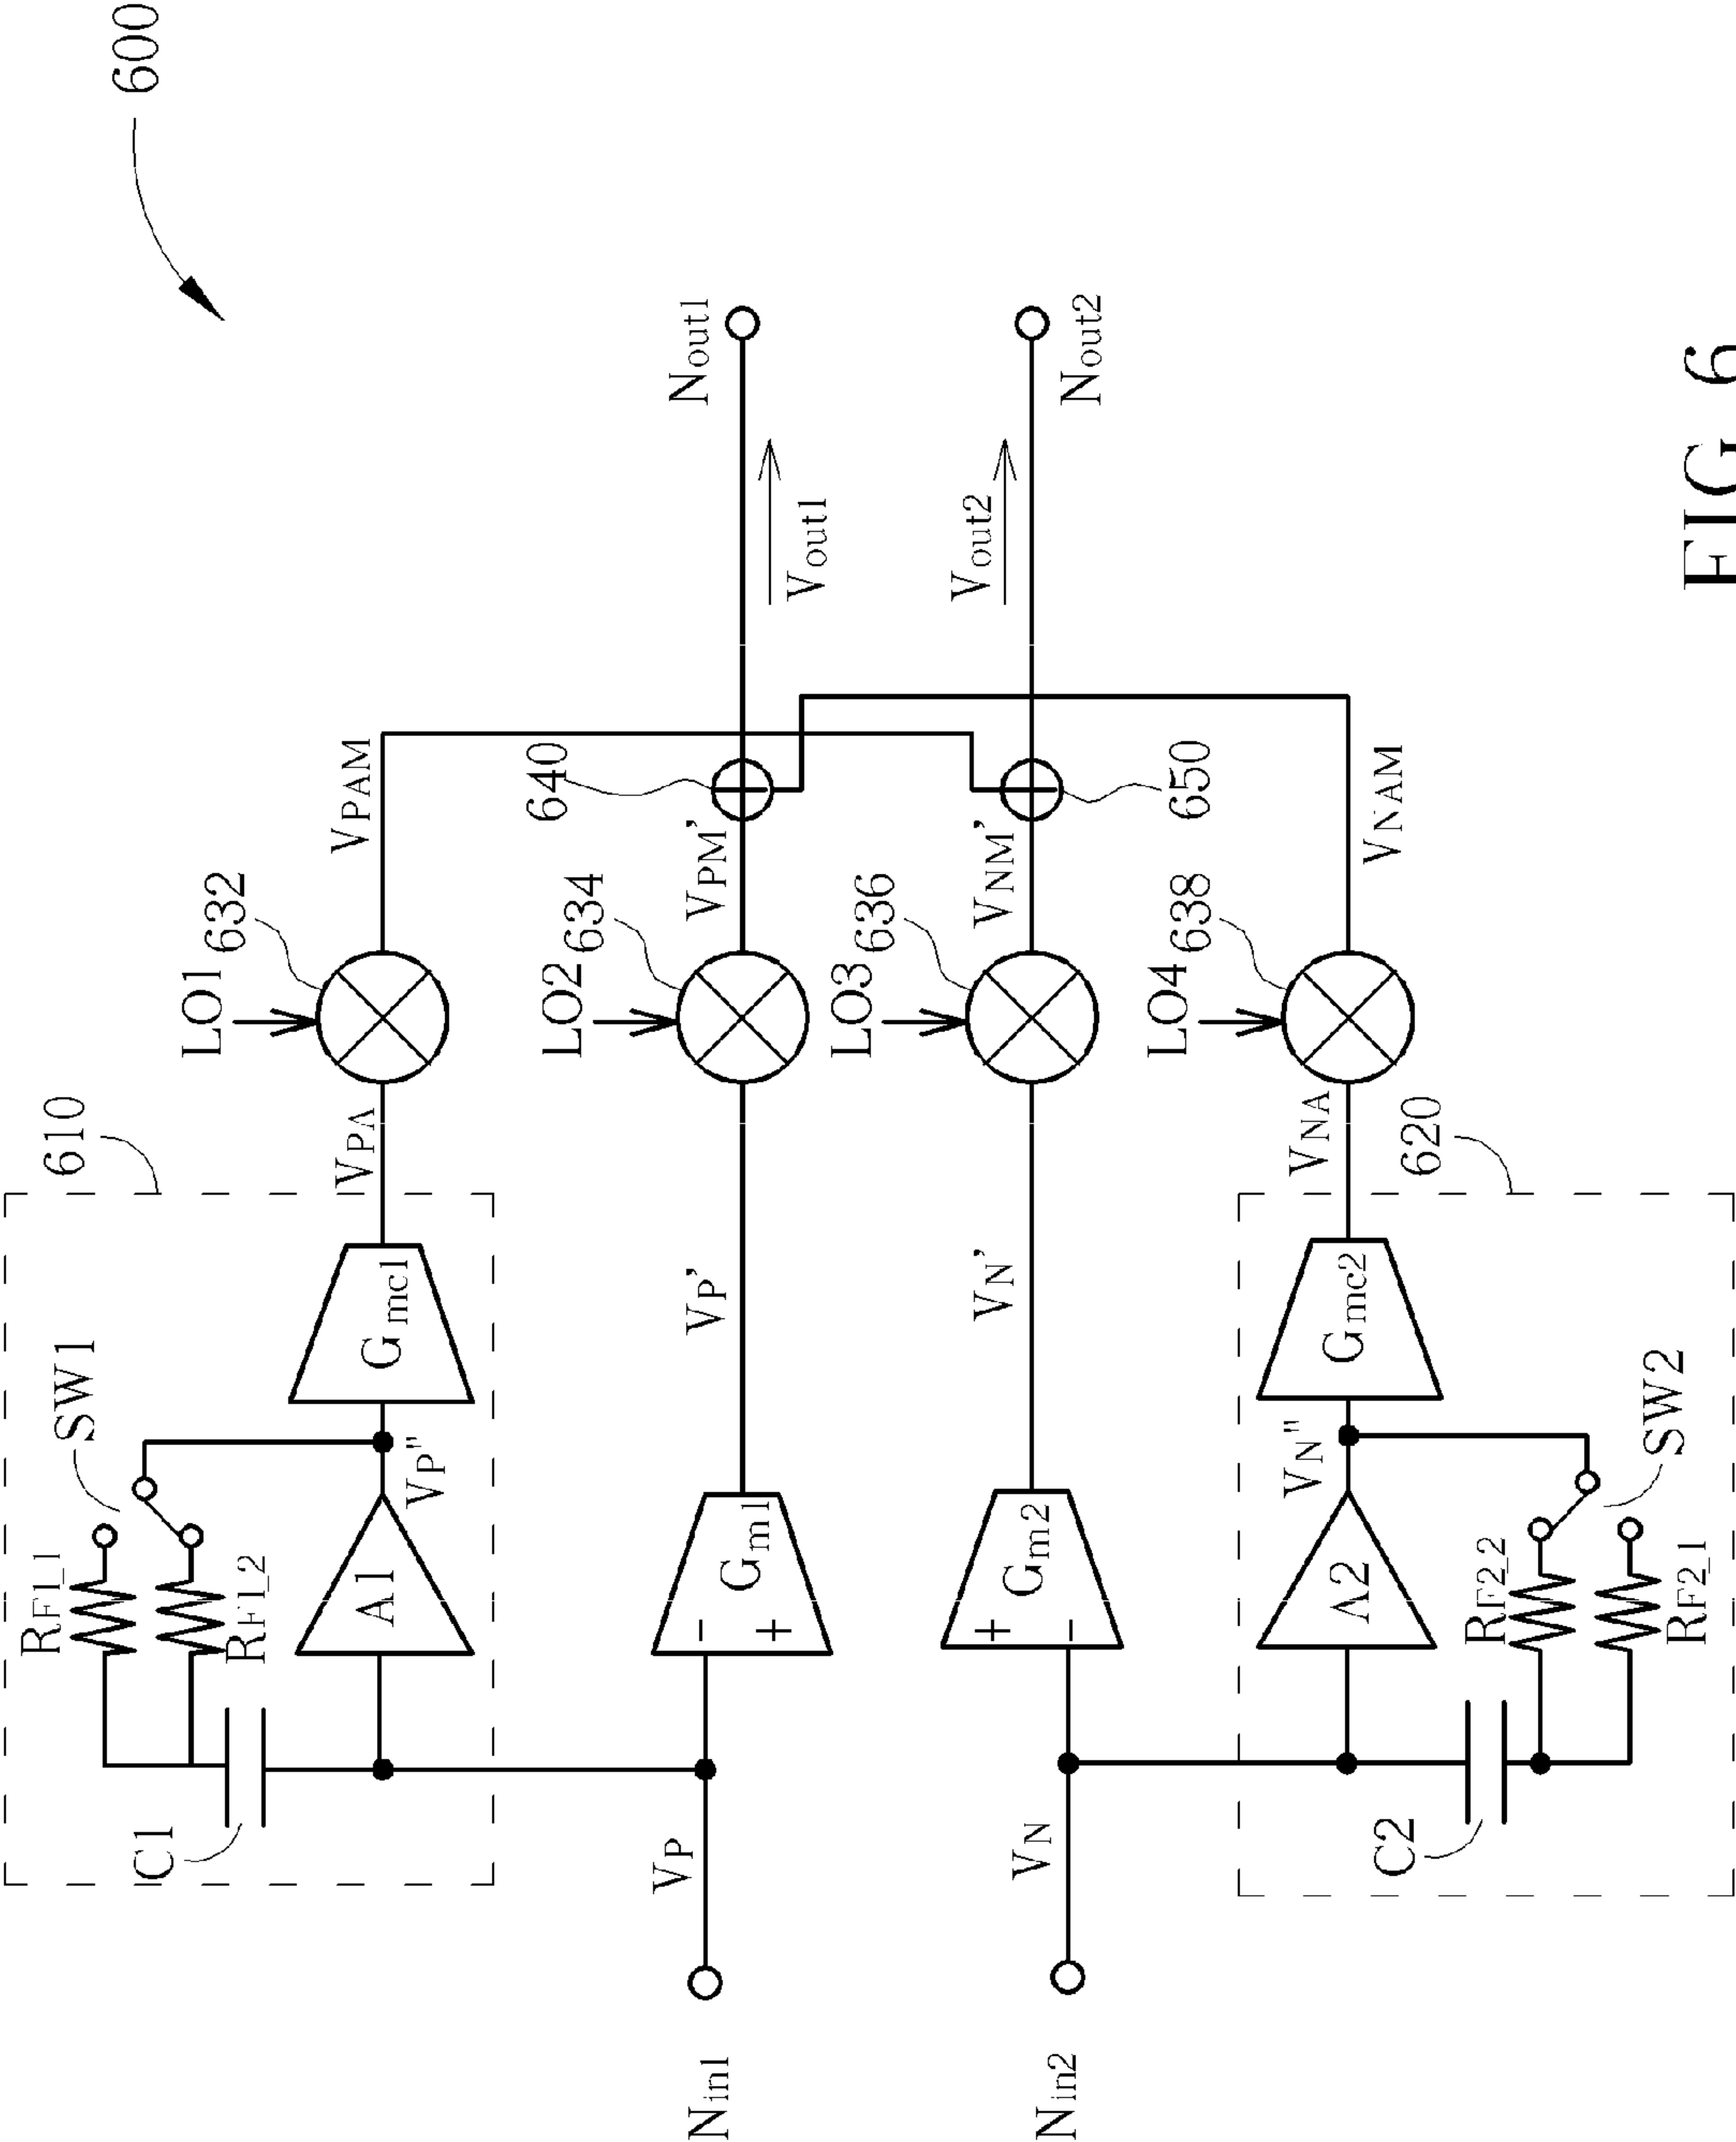 600
610
SW1
RF1_1
RF1_2
C1
A1
VP"
Gmc1
VPA
LO1
632
VPAM
Nin1
VP
-
+
Gm1
VP'
LO2
634
VPM'
640
Vout1
Nout1
Nin2
VN
+
-
Gm2
VN'
LO3
636
VNM'
650
Vout2
Nout2
C2
A2
VN"
Gmc2
VNA
LO4
638
VNAM
RF2_2
RF2_1
SW2
620
FIG. 6